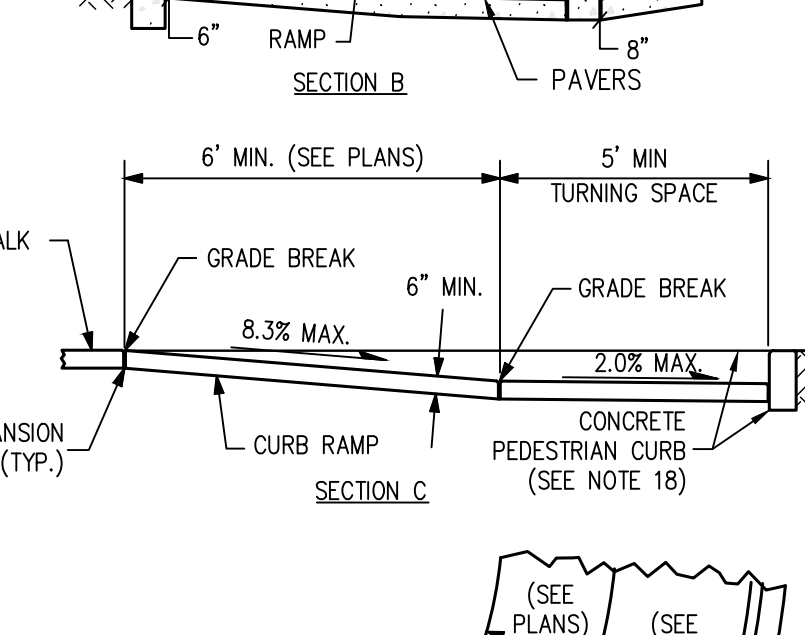 6"
RAMP
8"
PAVERS
SECTION B
6' MIN. (SEE PLANS)
5' MIN
TURNING SPACE
GRADE BREAK
6" MIN.
GRADE BREAK
8.3% MAX.
2.0% MAX.
CONCRETE
PEDESTRIAN CURB
(SEE NOTE 18)
(TYP.)
CURB RAMP
SECTION C
(SEE
PLANS)
(SEE